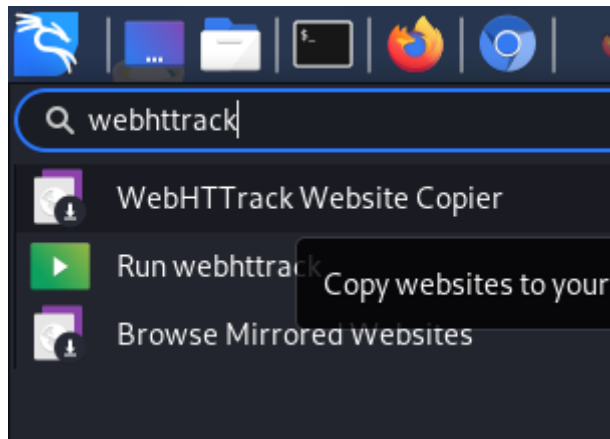 $_
webhttrack
WebHTTrack Website Copier
Run webhttrack
Copy websites to your
Browse Mirrored Websites